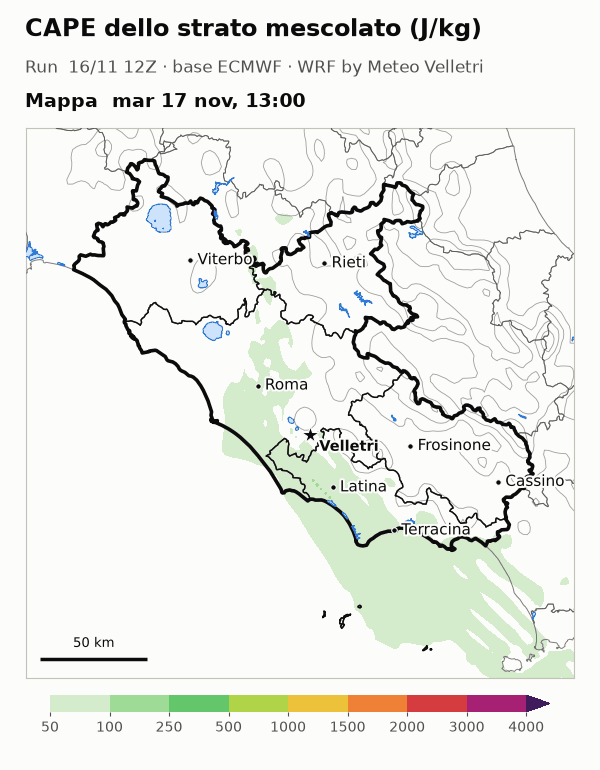 CAPE dello strato mescolato (J/kg)
Run  16/11 12Z · base ECMWF · WRF by Meteo Velletri
Mappa  mar 17 nov, 13:00
Viterbo
Rieti
Roma
Velletri
Frosinone
Latina
Cassino
Terracina
50 km
50 100 250 500 1000 1500 2000 3000 4000